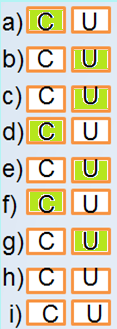 a) C U
b) C U
c) C U
d) C U
e) C U
f) C U
g) C U
h) C U
i) C U